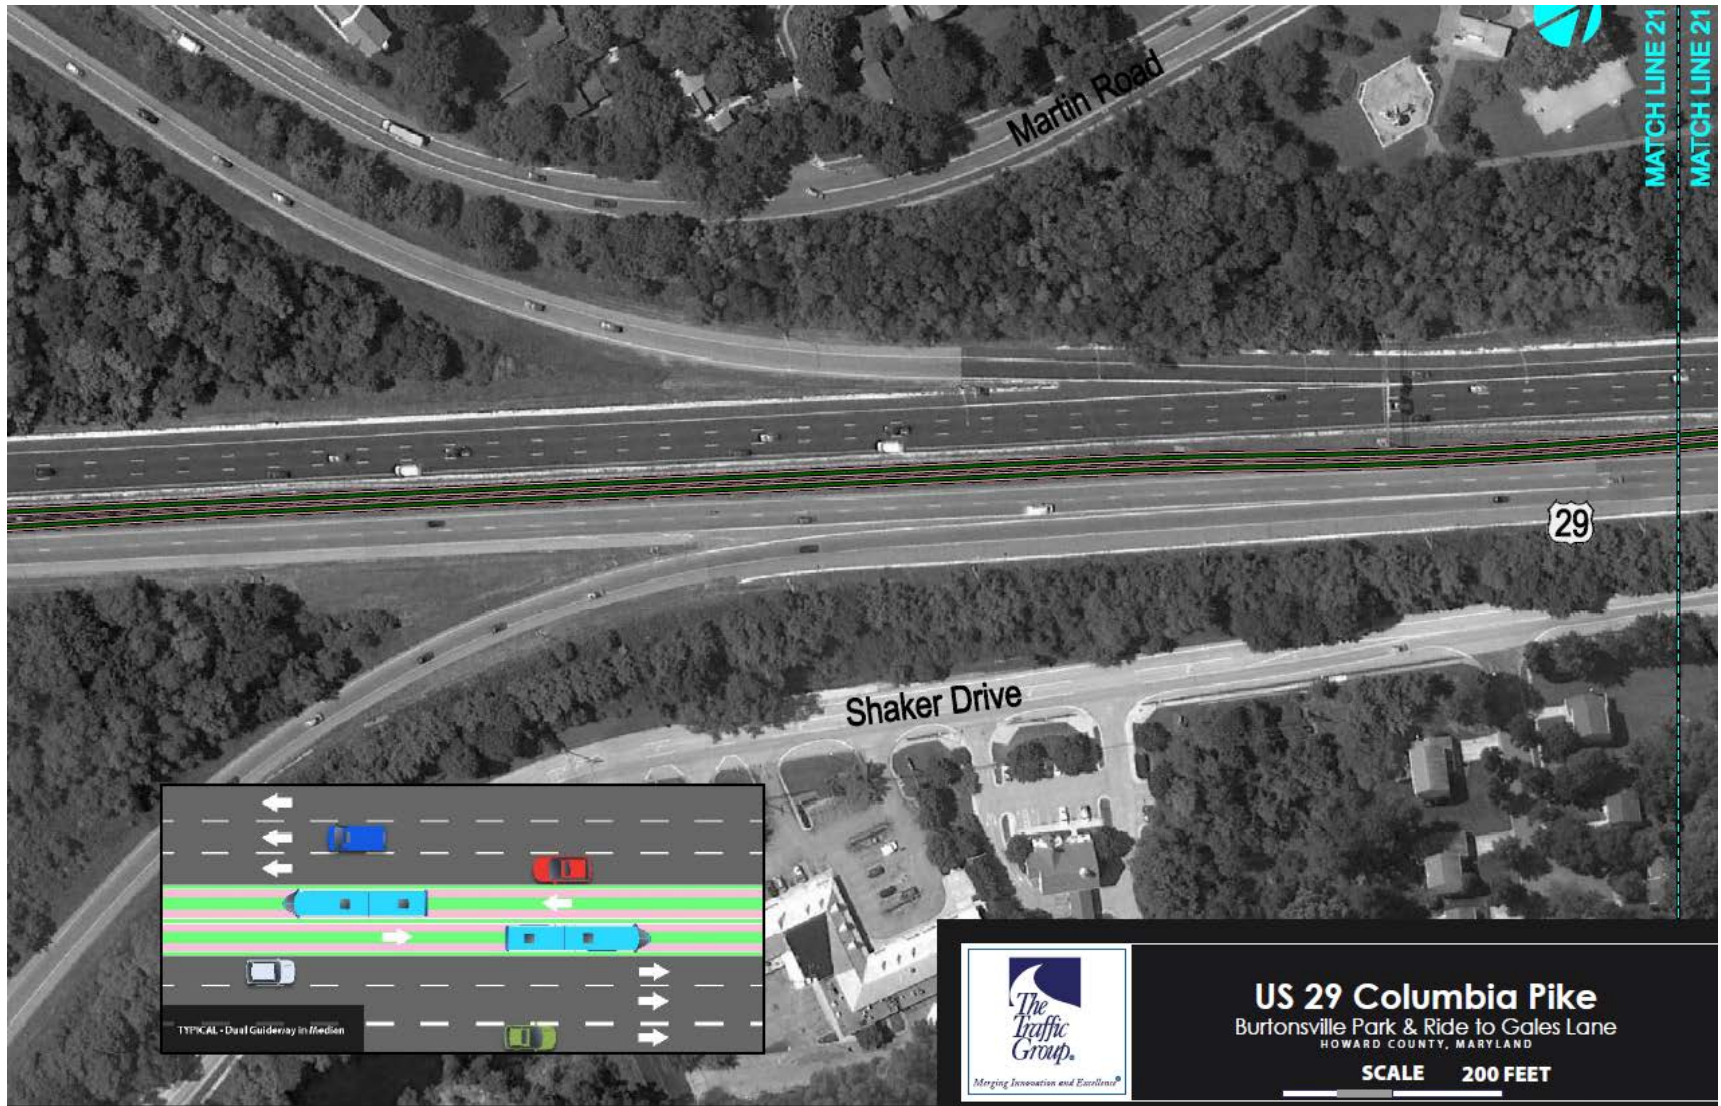 MATCH LINE 21
MATCH LINE 21
Martin Road
29
Shaker Drive
TYPICAL - Dual Guideway in Median
The
Traffic
Group.
Merging Innovation and Excellence
US 29 Columbia Pike
Burtonsville Park & Ride to Gales Lane
HOWARD COUNTY, MARYLAND
SCALE 200 FEET